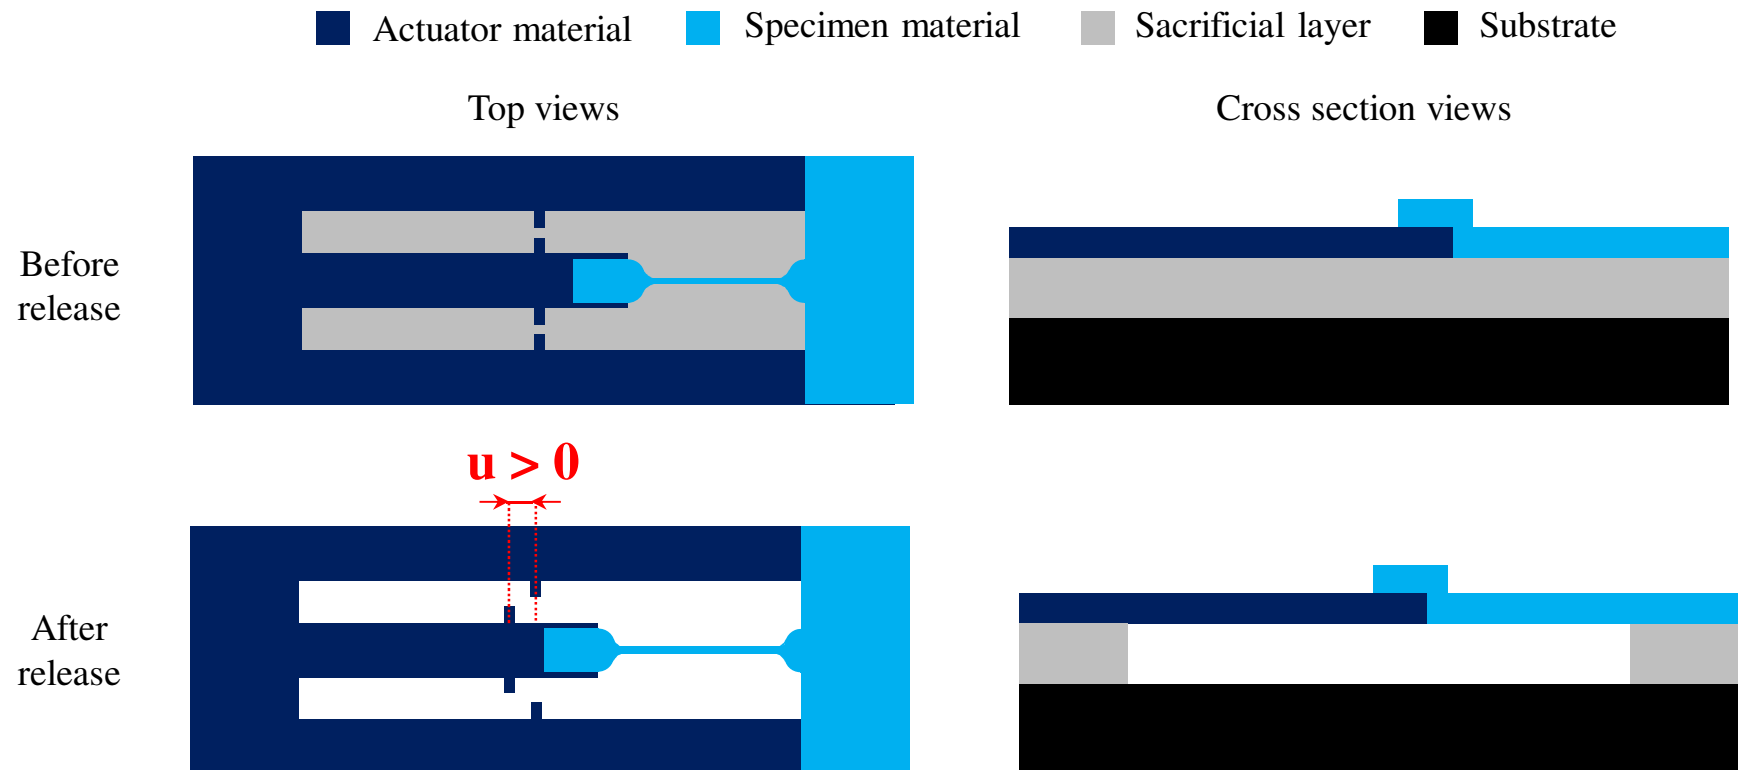 Actuator material
Specimen material
Sacrificial layer
Substrate
Top views
Cross section views
Before
release
u > 0
After
release